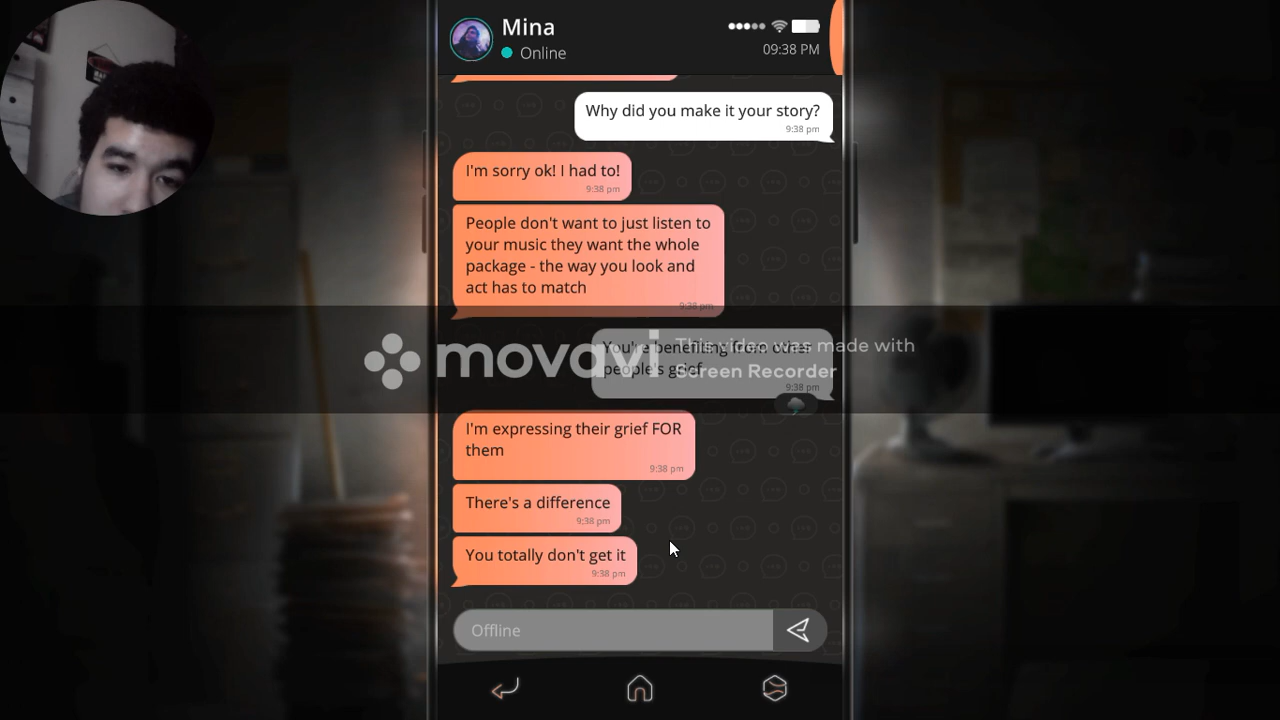 Mina
Online
09:38 PM
Why did you make it your story?
9:38 pm
I'm sorry ok! I had to!
9:38 pm
People don't want to just listen to
your music they want the whole
package - the way you look and
act has to match
9:38 pm
You're benefiting from other
people's grief
9:38 pm
movavi
This video was made with
Screen Recorder
I'm expressing their grief FOR
them
9:38 pm
There's a difference
9:38 pm
You totally don't get it
9:38 pm
Offline